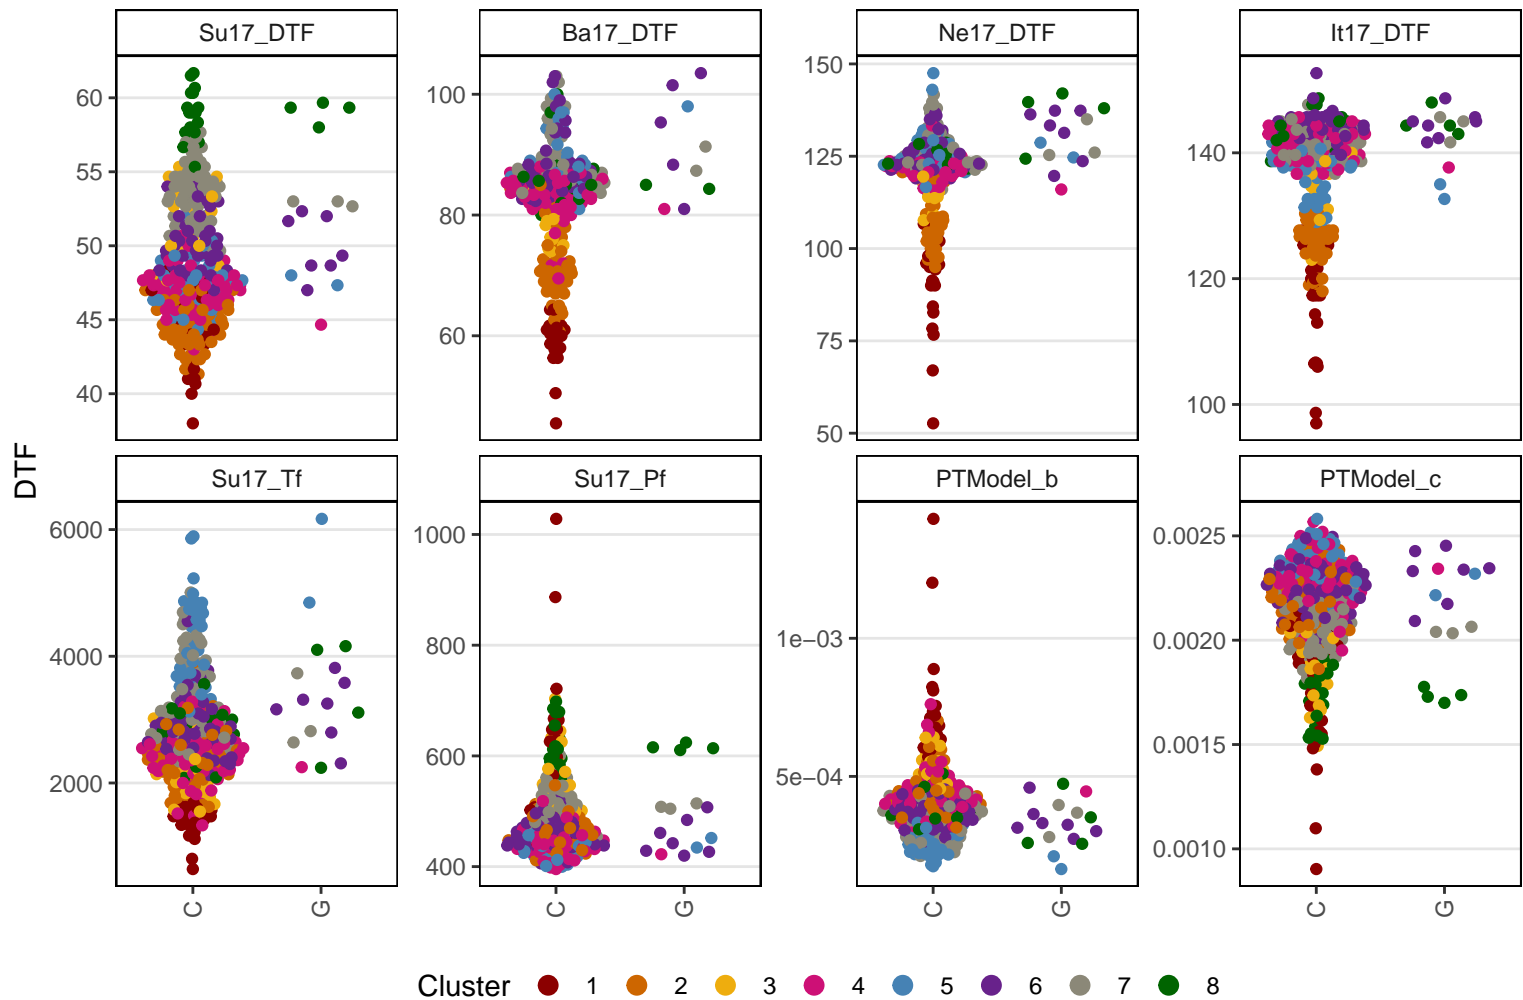 Su17_DTF
Ba17_DTF
Ne17_DTF
It17_DTF
60
55
50
45
40
100
80
60
150
125
100
75
50
140
120
100
DTF
Su17_Tf
Su17_Pf
PTModel_b
PTModel_c
6000
4000
2000
1000
800
600
400
1e−03
5e−04
0.0025
0.0020
0.0015
0.0010
C
G
C
G
C
G
C
G
Cluster 1 2 3 4 5 6 7 8